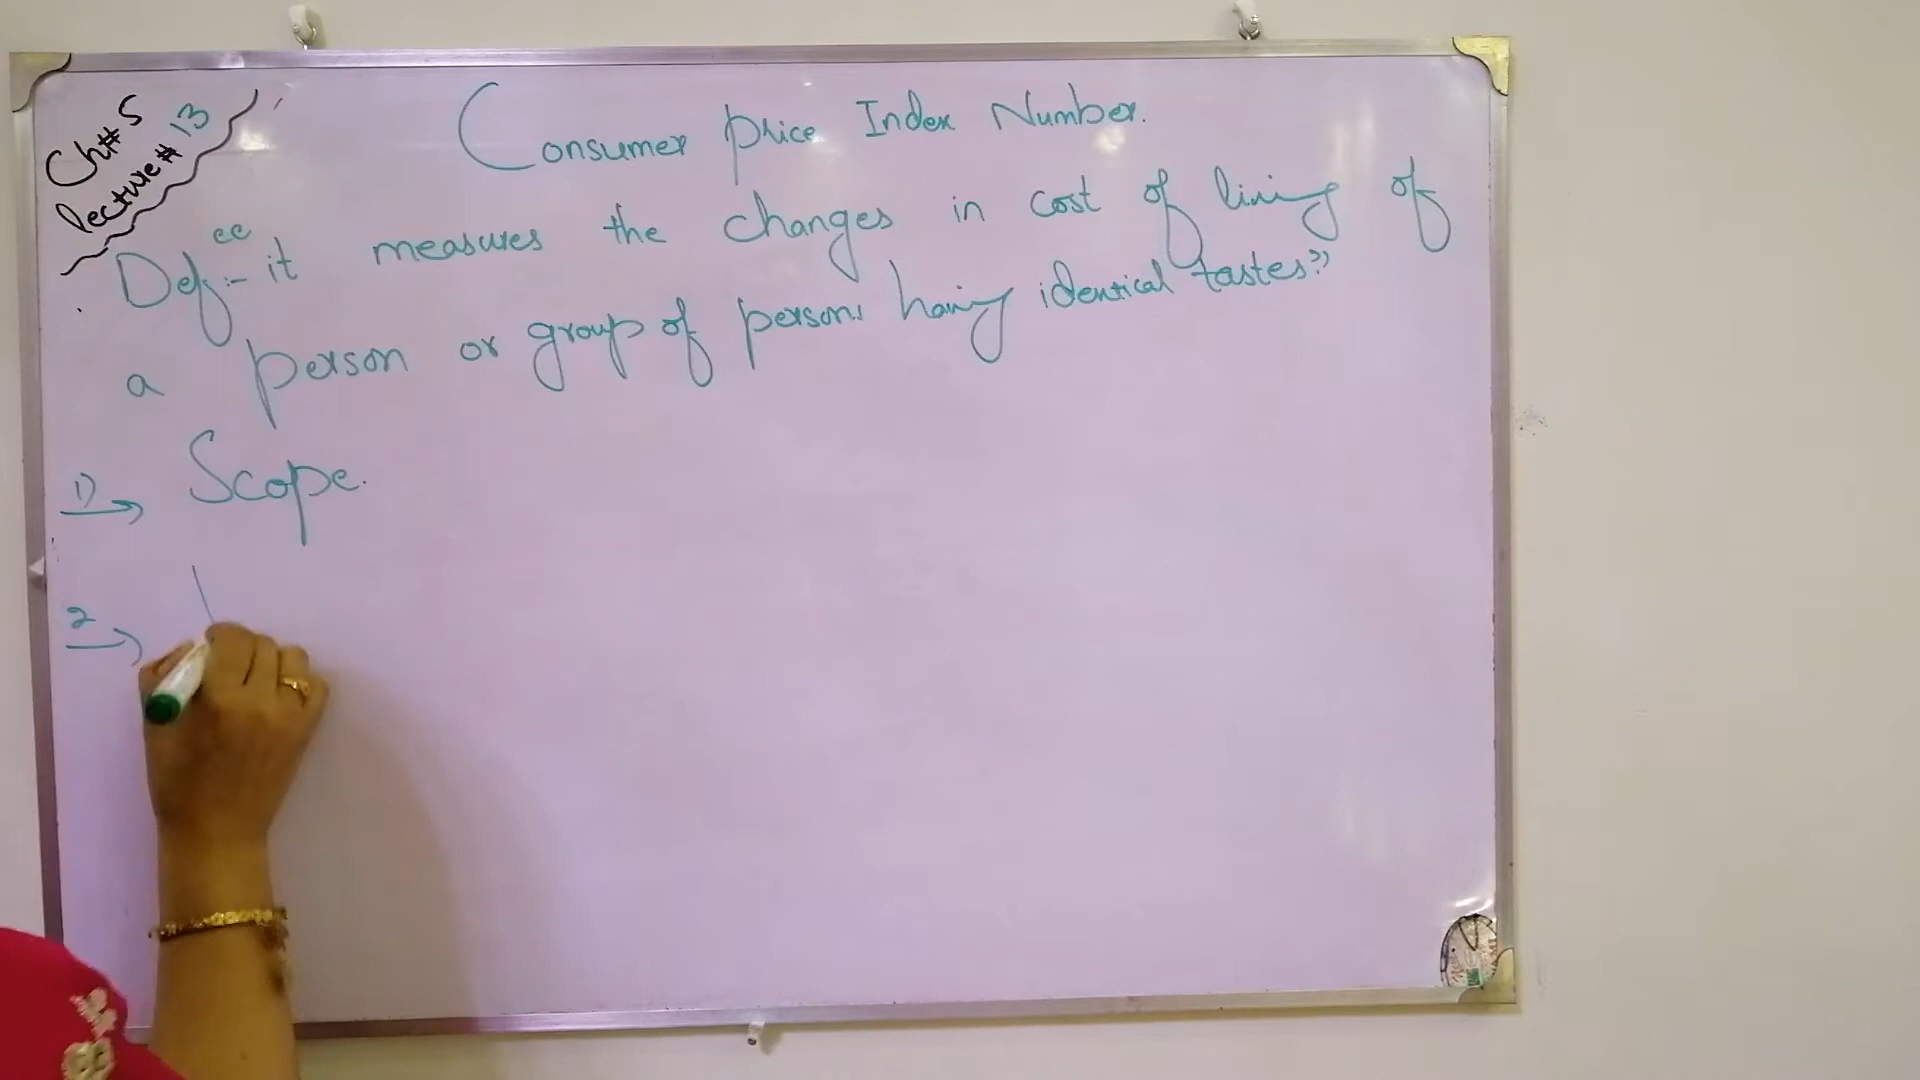 Ch# 5
lecture# 13
Consumer price Index Number.
Def:- "it measures the changes in cost of living of
a person or group of persons having identical tastes"
1) → Scope.
2 →